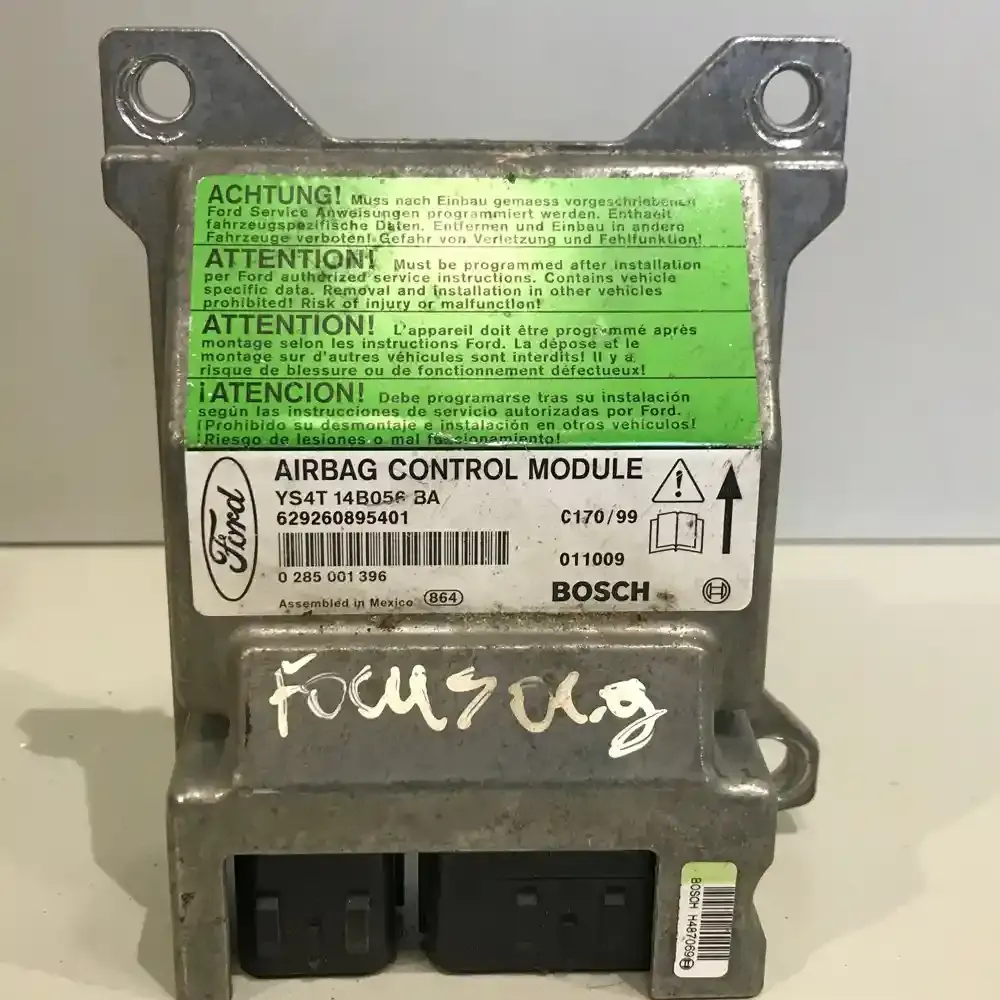 ACHTUNG! Muss nach Einbau gemaess vorgeschriebenen
Ford Service Anweisungen programmiert werden. Enthaelt
fahrzeugspezifische Daten. Entfernen und Einbau in andere
Fahrzeuge verboten! Gefahr von Verletzung und Fehlfunktion!
ATTENTION! Must be programmed after installation
per Ford authorized service instructions. Contains vehicle
specific data. Removal and installation in other vehicles
prohibited! Risk of injury or malfunction!
ATTENTION! L'appareil doit être programmé après
montage selon les instructions Ford. La dépose et le
montage sur d'autres véhicules sont interdits! Il y a
risque de blessure ou de fonctionnement défectueux!
¡ATENCION! Debe programarse tras su instalación
según las instrucciones de servicio autorizadas por Ford.
¡Prohibido su desmontaje e instalación en otros vehículos!
¡Riesgo de lesiones o mal funcionamiento!
Ford
AIRBAG CONTROL MODULE
YS4T 14B056 BA
629260895401
C170/99
011009
0 285 001 396
BOSCH
Assembled in Mexico 864
Focus
BOSCH H487069